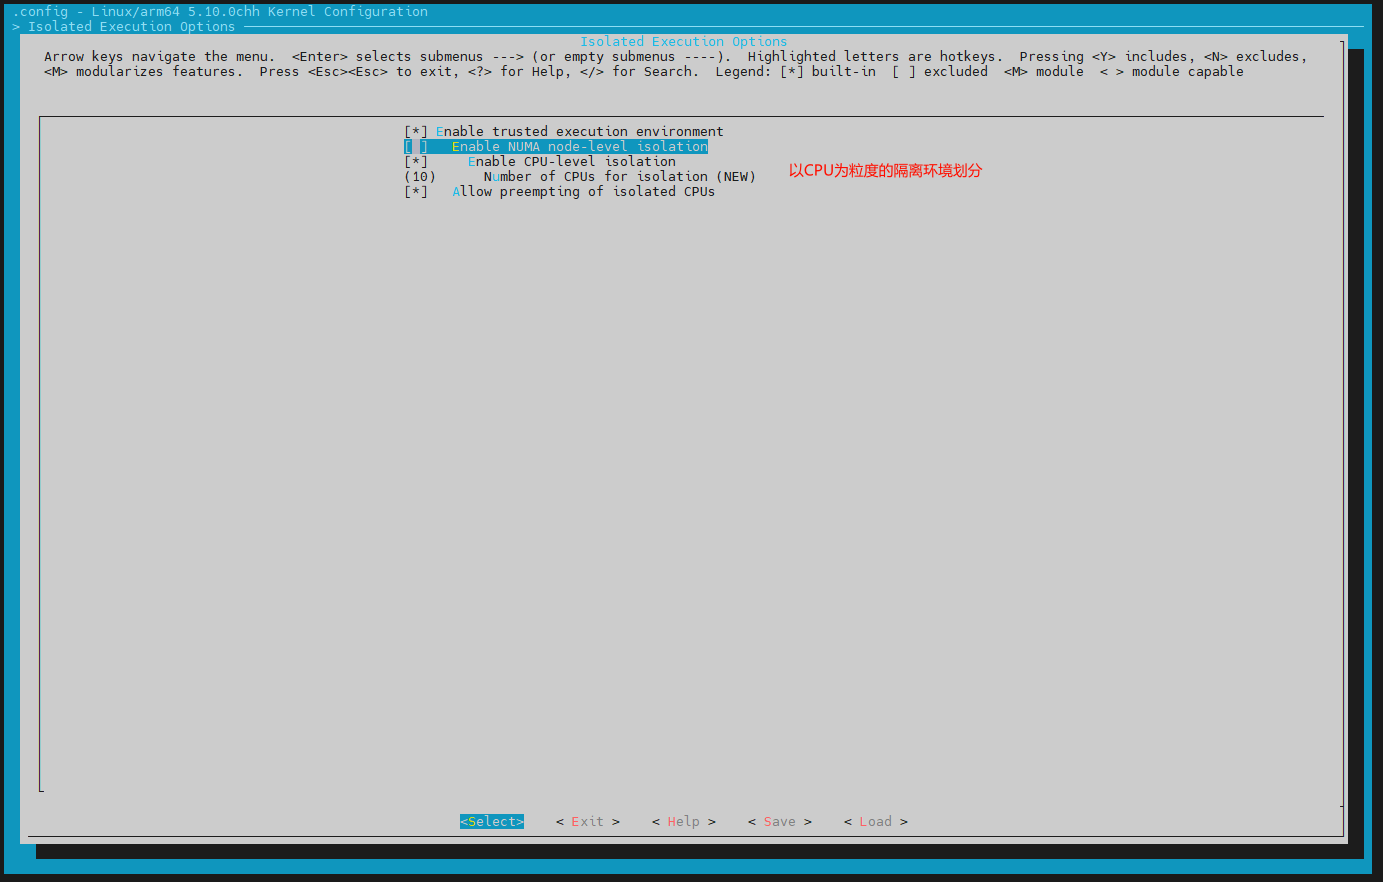 .config - Linux/arm64 5.10.0chh Kernel Configuration
> Isolated Execution Options
Isolated Execution Options
Arrow keys navigate the menu.  <Enter> selects submenus ---> (or empty submenus ----).  Highlighted letters are hotkeys.  Pressing <Y> includes, <N> excludes,
<M> modularizes features.  Press <Esc><Esc> to exit, <?> for Help, </> for Search.  Legend: [*] built-in  [ ] excluded  <M> module  < > module capable
[*] Enable trusted execution environment
[ ]   Enable NUMA node-level isolation
[*]     Enable CPU-level isolation
(10)      Number of CPUs for isolation (NEW)
以CPU为粒度的隔离环境划分
[*]   Allow preempting of isolated CPUs
<Select>    < Exit >    < Help >    < Save >    < Load >